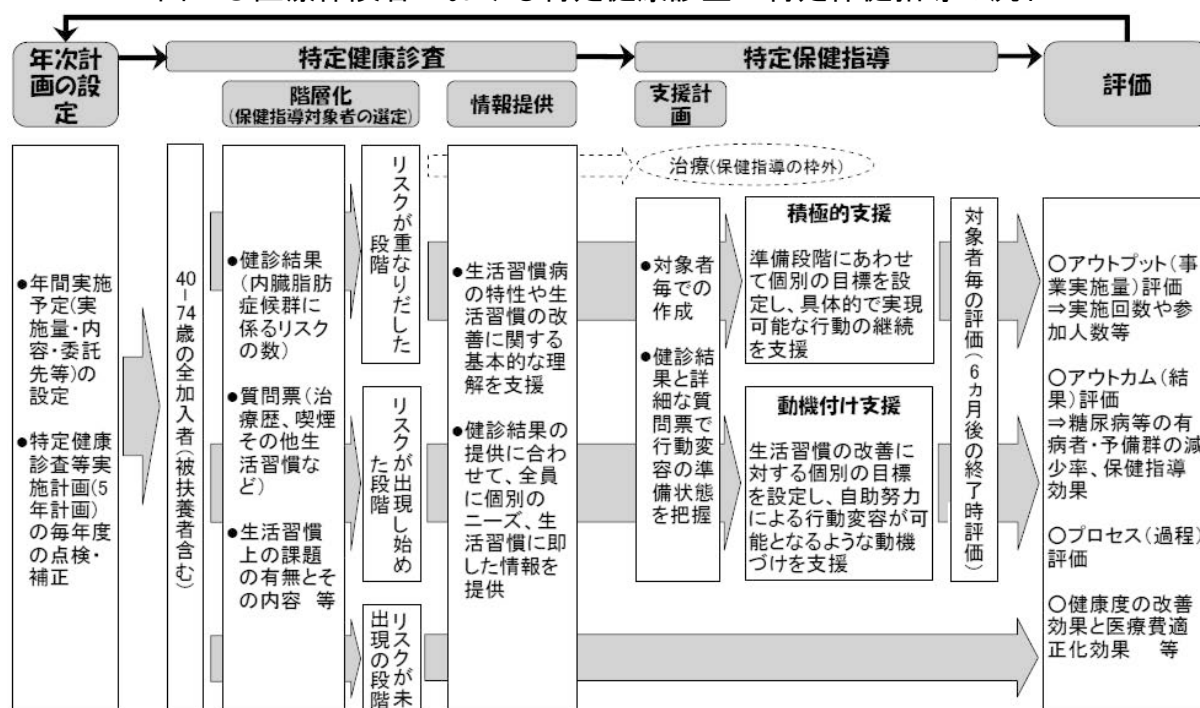 年次計
画の設
定
特定健康診査
特定保健指導
評価
階層化
(保健指導対象者の選定)
情報提供
支援計
画
●年間実施
予定(実
施量・内
容・委託
先等)の
設定
●特定健康
診査等実
施計画(5
年計画)
の毎年度
の点検・
補正
40-74歳の全加入者(被扶養者含む)
●健診結果
(内臓脂肪
症候群に
係るリスク
の数)
●質問票(治
療歴、喫煙
その他生
活習慣な
ど)
●生活習慣
上の課題
の有無とそ
の内容 等
リスクが重なりだした
段階
リスクが出現し始め
た段階
リスクが未
出現の段階
●生活習慣病
の特性や生
活習慣の改
善に関する
基本的な理
解を支援
●健診結果の
提供に合わ
せて、全員
に個別の
ニーズ、生
活習慣に即
した情報を
提供
治療(保健指導の枠外)
●対象者
毎での
作成
●健診結
果と詳
細な質
問票で
行動変
容の準
備状態
を把握
積極的支援
準備段階にあわせ
て個別の目標を設
定し、具体的で実現
可能な行動の継続
を支援
動機付け支援
生活習慣の改善に
対する個別の目標
を設定し、自助努力
による行動変容が可
能となるような動機
づけを支援
対象者毎の評価(6ヵ月後の終了時評価)
○アウトプット(事
業実施量)評価
⇒実施回数や参
加人数等
○アウトカム(結
果)評価
⇒糖尿病等の有
病者・予備群の減
少率、保健指導
効果
○プロセス(過程)
評価
○健康度の改善
効果と医療費適
正化効果 等